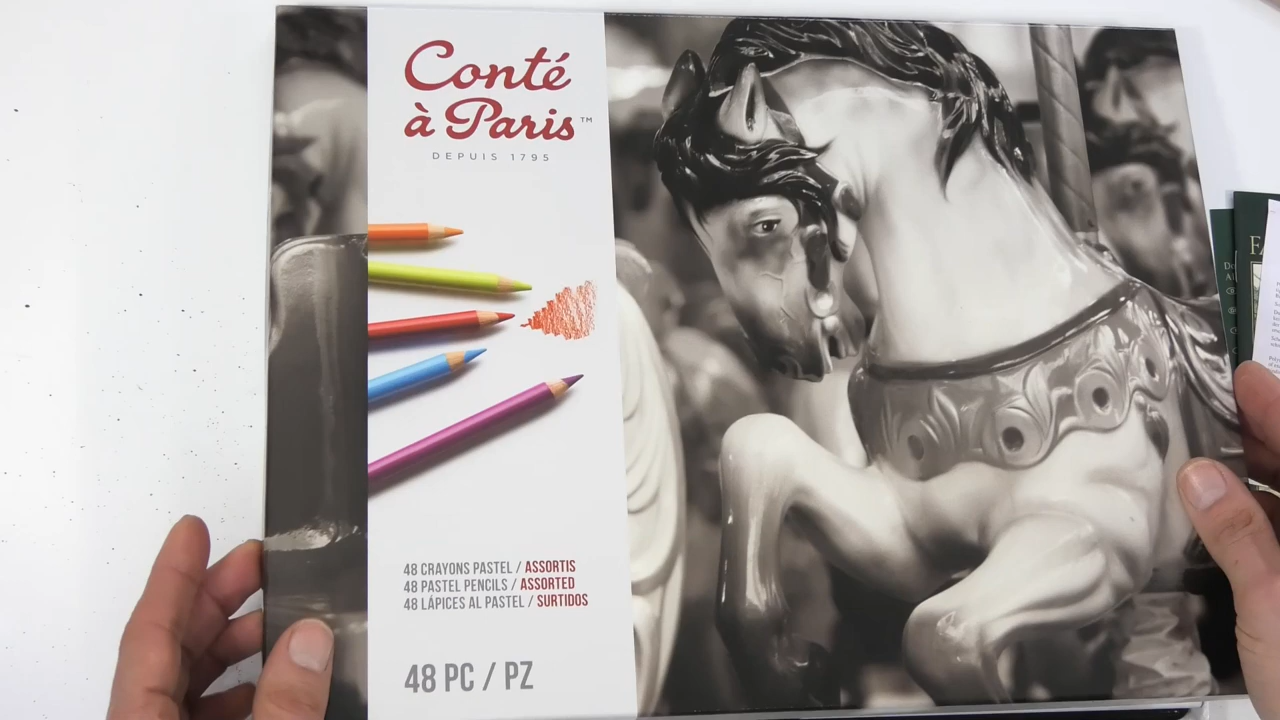 Conté
à Paris™
DEPUIS 1795
48 CRAYONS PASTEL / ASSORTIS
48 PASTEL PENCILS / ASSORTED
48 LÁPICES AL PASTEL / SURTIDOS
48 PC / PZ